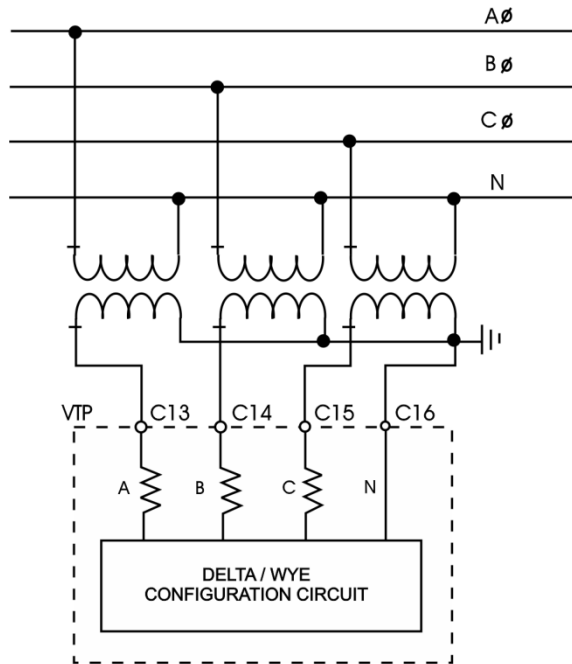 Aø
Bø
Cø
N
VTP C13 C14 C15 C16
A B C N
DELTA / WYE
CONFIGURATION CIRCUIT